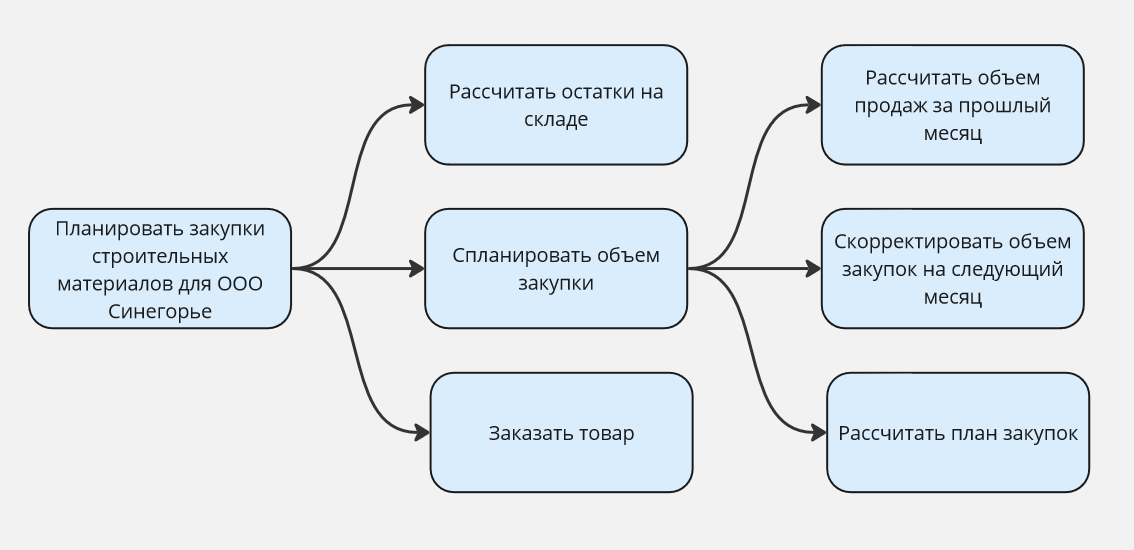 Планировать закупки
строительных
материалов для ООО
Синегорье
Рассчитать остатки на
складе
Спланировать объем
закупки
Заказать товар
Рассчитать объем
продаж за прошлый
месяц
Скорректировать объем
закупок на следующий
месяц
Рассчитать план закупок